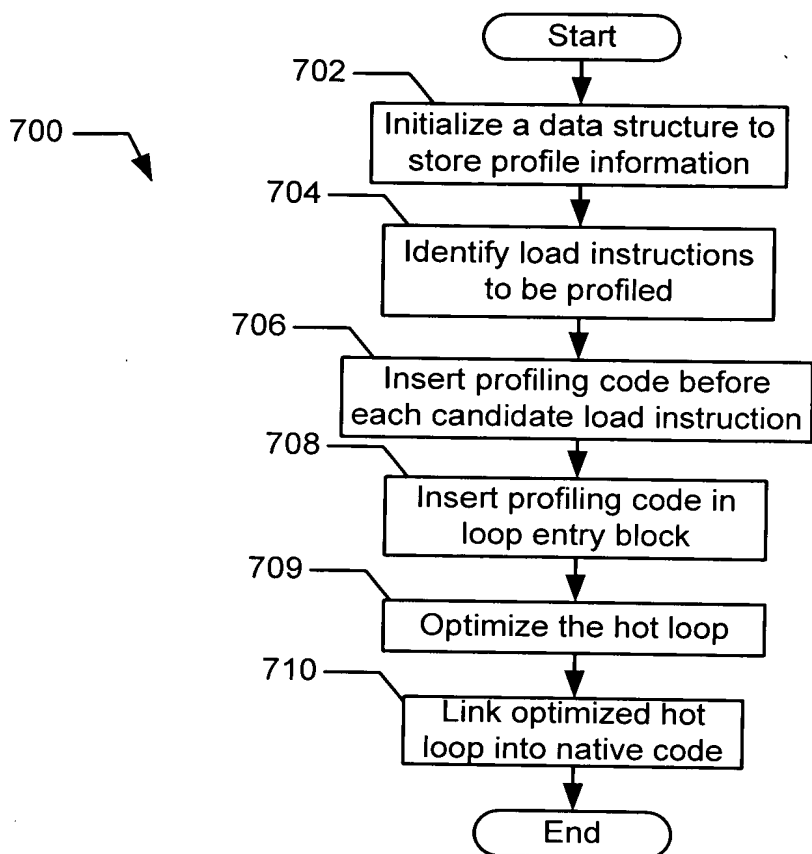 Start
702
700
Initialize a data structure to
store profile information
704
Identify load instructions
to be profiled
706
Insert profiling code before
each candidate load instruction
708
Insert profiling code in
loop entry block
709
Optimize the hot loop
710
Link optimized hot
loop into native code
End